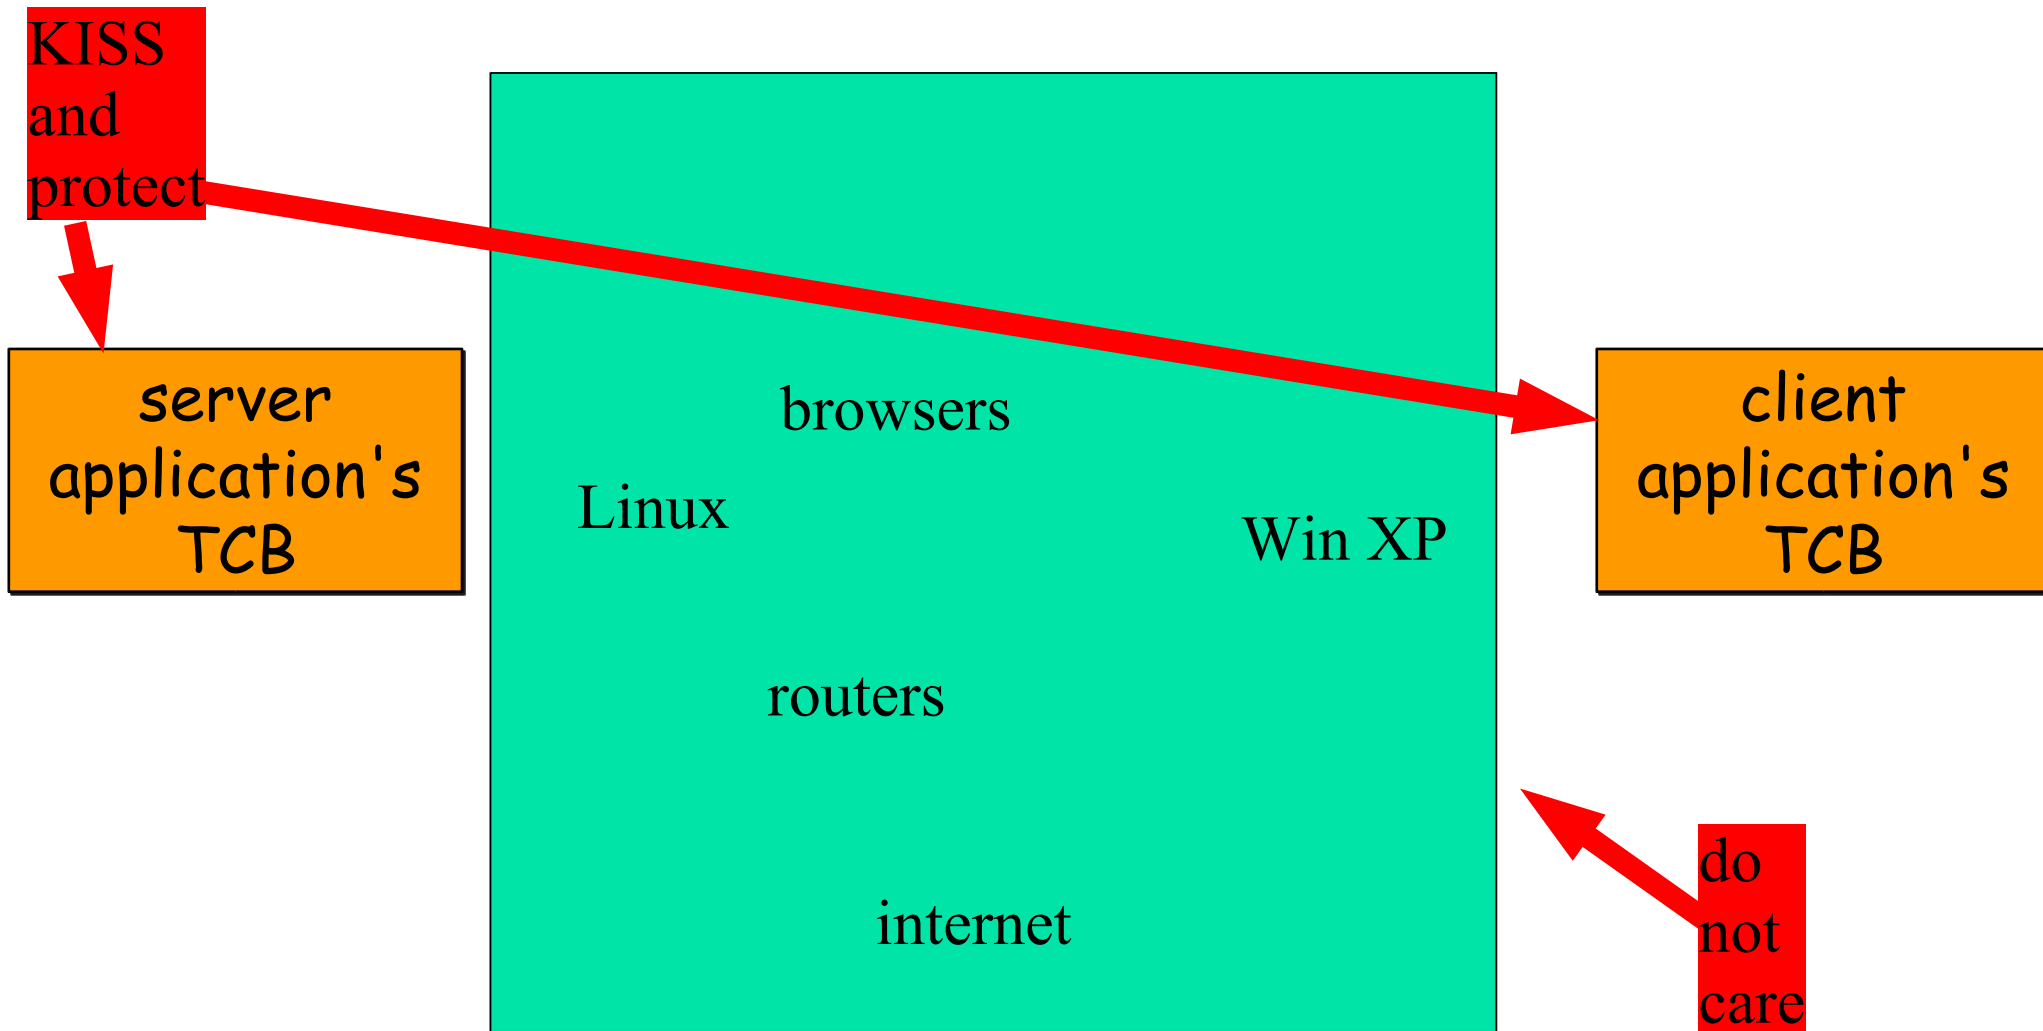 KISS
and
protect
server
application's
TCB
browsers
Linux
Win XP
client
application's
TCB
routers
internet
do
not
care